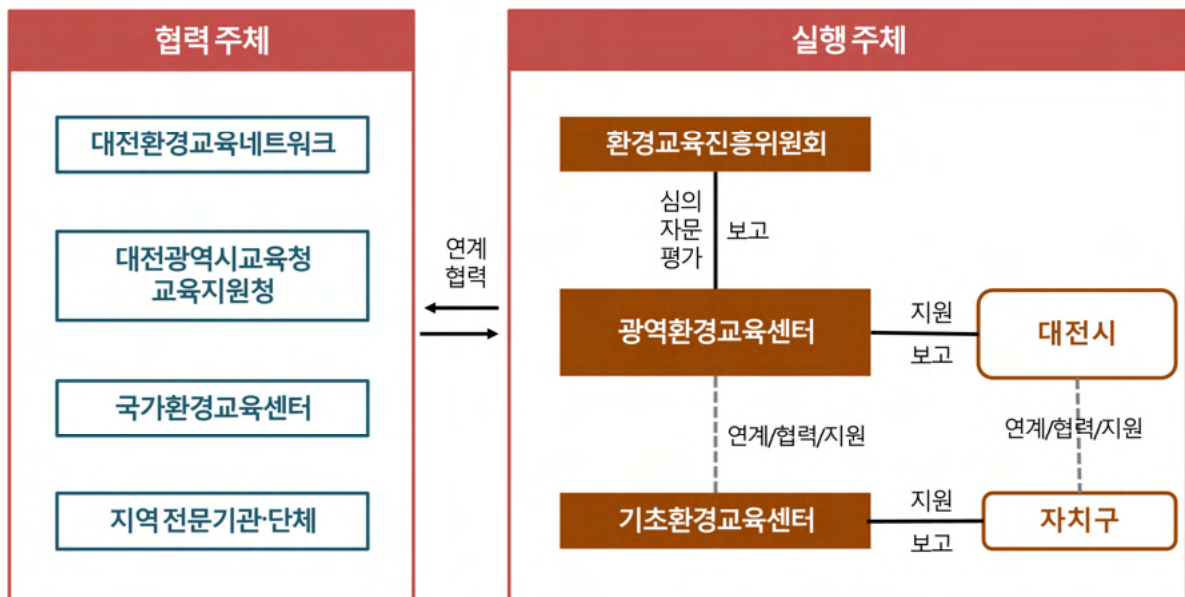 협력 주체
대전환경교육네트워크
대전광역시교육청
교육지원청
국가환경교육센터
지역 전문기관·단체
연계
협력
실행 주체
환경교육진흥위원회
심의
자문
평가
보고
광역환경교육센터
지원
보고
대전시
연계/협력/지원
연계/협력/지원
기초환경교육센터
지원
보고
자치구